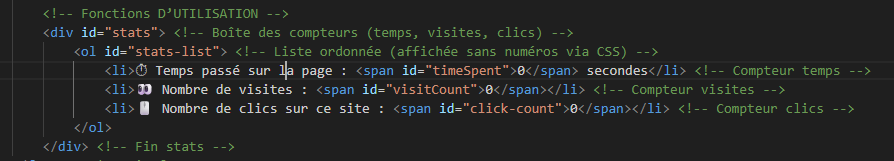 <!-- Fonctions D’UTILISATION -->
<div id="stats"> <!-- Boîte des compteurs (temps, visites, clics) -->
<ol id="stats-list"> <!-- Liste ordonnée (affichée sans numéros via CSS) -->
<li>⏱ Temps passé sur la page : <span id="timeSpent">0</span> secondes</li> <!-- Compteur temps -->
<li>👀 Nombre de visites : <span id="visitCount">0</span></li> <!-- Compteur visites -->
<li>🖱 Nombre de clics sur ce site : <span id="click-count">0</span></li> <!-- Compteur clics -->
</ol>
</div> <!-- Fin stats -->